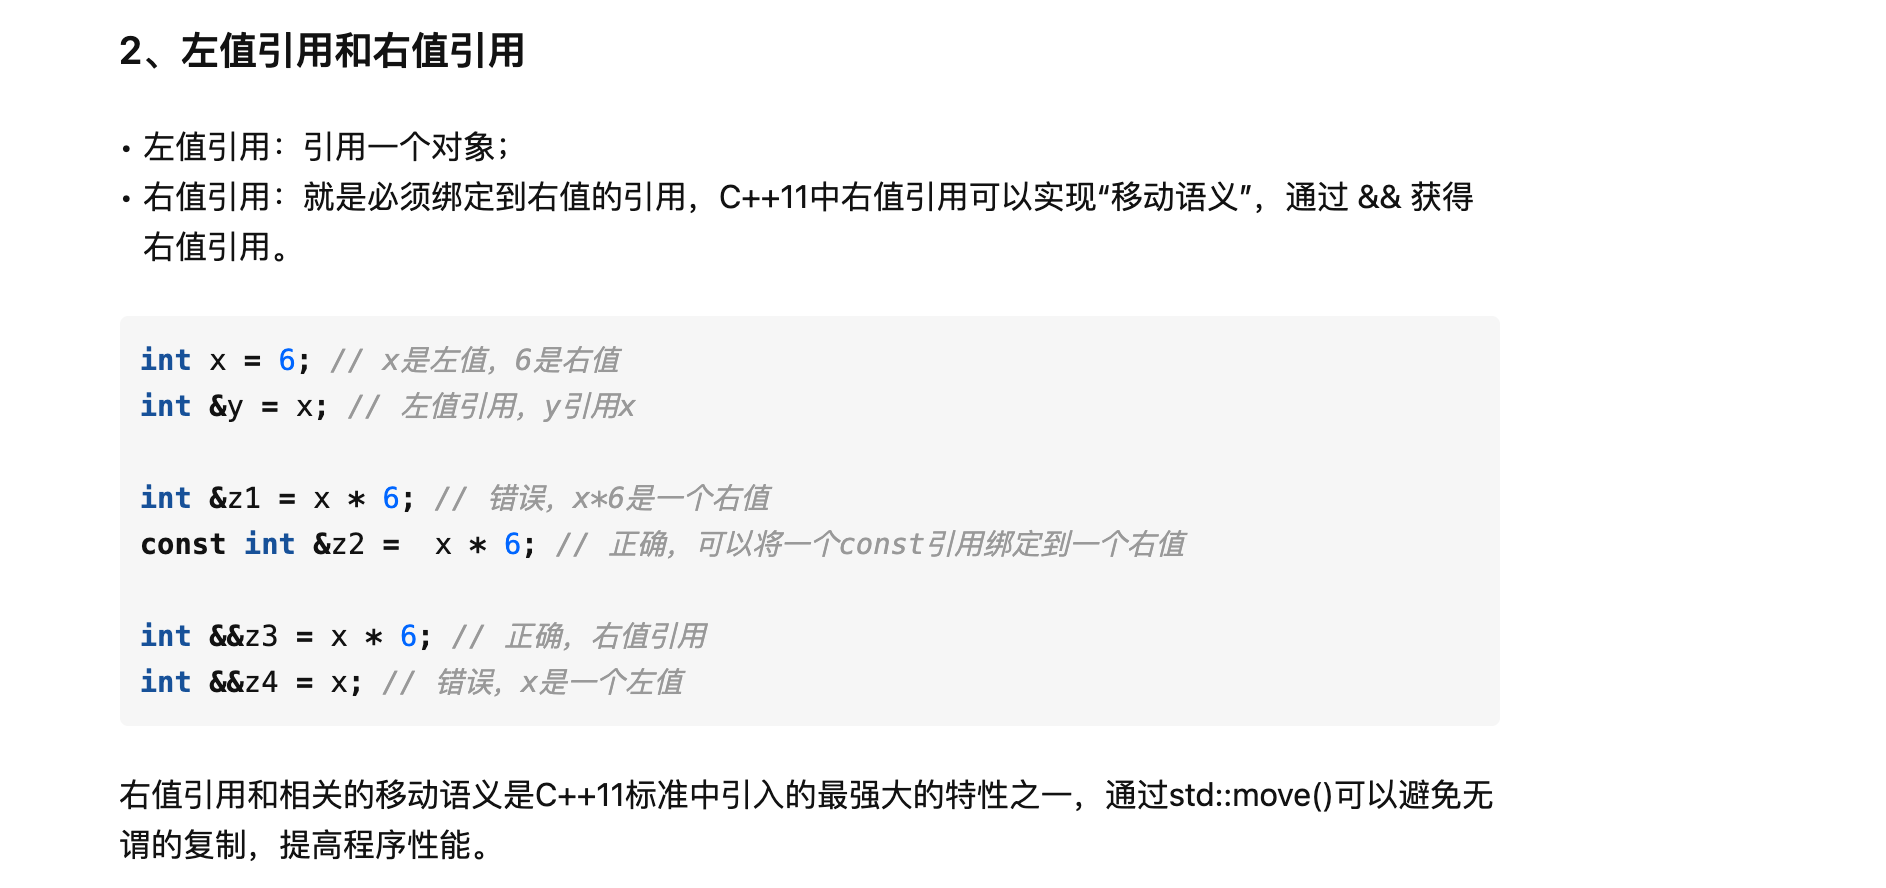 2、左值引用和右值引用
• 左值引用：引用一个对象；
• 右值引用：就是必须绑定到右值的引用，C++11中右值引用可以实现“移动语义”，通过 && 获得
右值引用。
int x = 6; // x是左值，6是右值
int &y = x; // 左值引用，y引用x
int &z1 = x * 6; // 错误，x*6是一个右值
const int &z2 =  x * 6; // 正确，可以将一个const引用绑定到一个右值
int &&z3 = x * 6; // 正确，右值引用
int &&z4 = x; // 错误，x是一个左值
右值引用和相关的移动语义是C++11标准中引入的最强大的特性之一，通过std::move()可以避免无
谓的复制，提高程序性能。